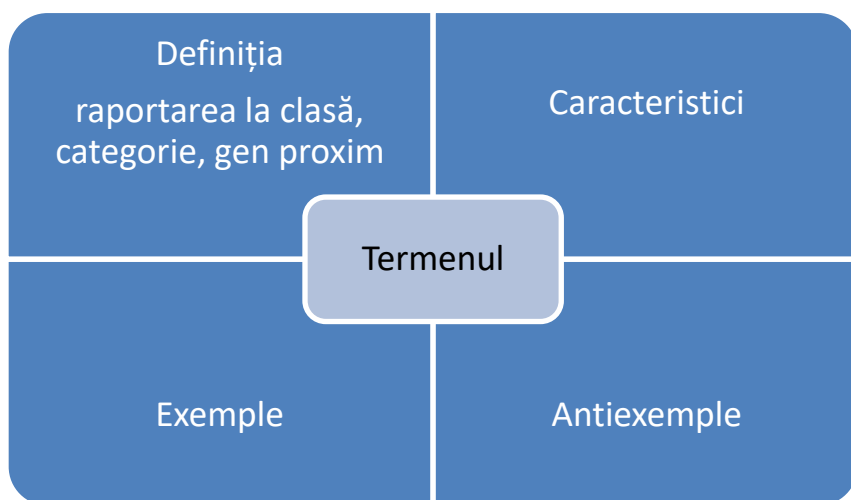 Definiția
raportarea la clasă,
categorie, gen proxim
Caracteristici
Termenul
Exemple
Antiexemple